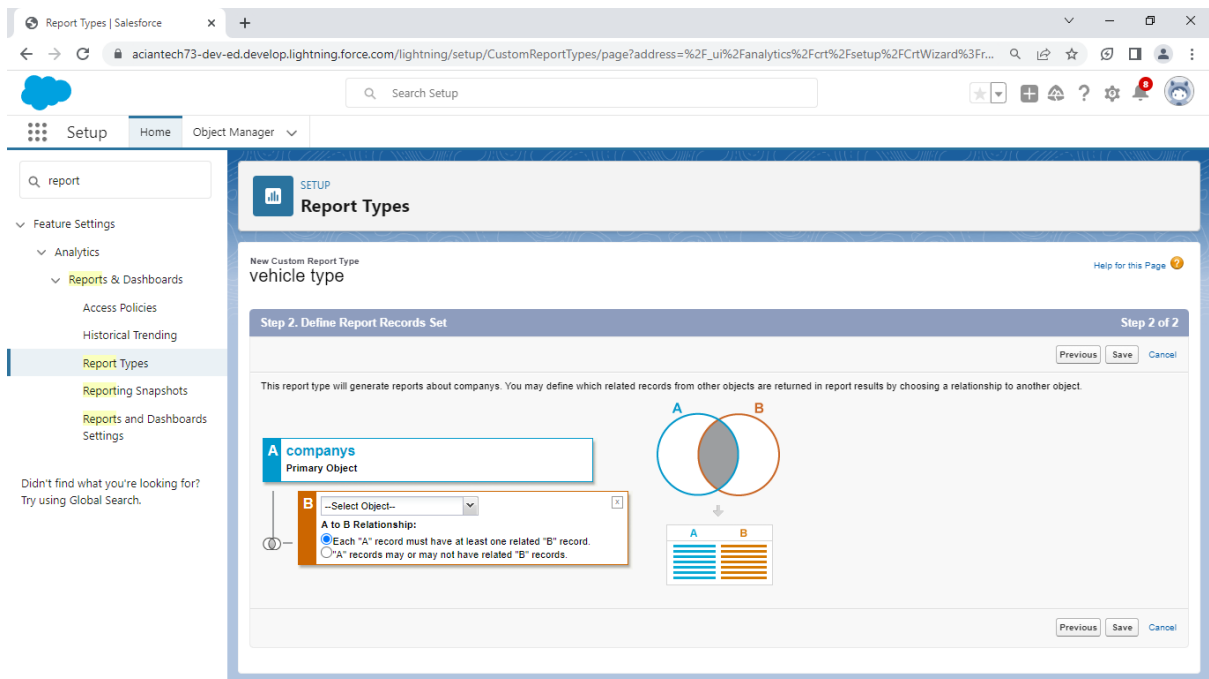 Report Types | Salesforce
aciantech73-dev-ed.develop.lightning.force.com/lightning/setup/CustomReportTypes/page?address=%2F_ui%2Fanalytics%2Fcrt%2Fsetup%2FCrtWizard%3Fr...
Search Setup
8
Setup Home Object Manager
report
Feature Settings
Analytics
Reports & Dashboards
Access Policies
Historical Trending
Report Types
Reporting Snapshots
Reports and Dashboards
Settings
Didn't find what you're looking for?
Try using Global Search.
SETUP
Report Types
New Custom Report Type
vehicle type
Help for this Page ?
Step 2. Define Report Records Set Step 2 of 2
Previous Save Cancel
This report type will generate reports about companys. You may define which related records from other objects are returned in report results by choosing a relationship to another object.
A companys
Primary Object
B --Select Object-- x
A to B Relationship:
Each "A" record must have at least one related "B" record.
"A" records may or may not have related "B" records.
A B
A B
Previous Save Cancel